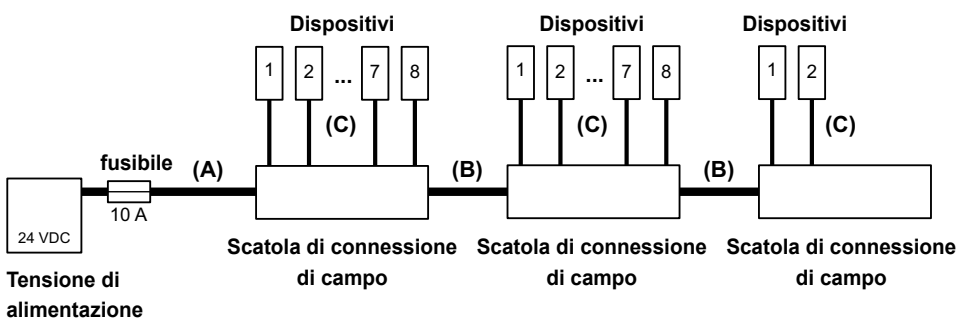 Dispositivi
Dispositivi
Dispositivi
1 2 ... 7 8
1 2 ... 7 8
1 2
(C)
(C)
(C)
fusibile
(A)
(B)
(B)
10 A
24 VDC
Tensione di
alimentazione
Scatola di connessione
di campo
Scatola di connessione
di campo
Scatola di connessione
di campo